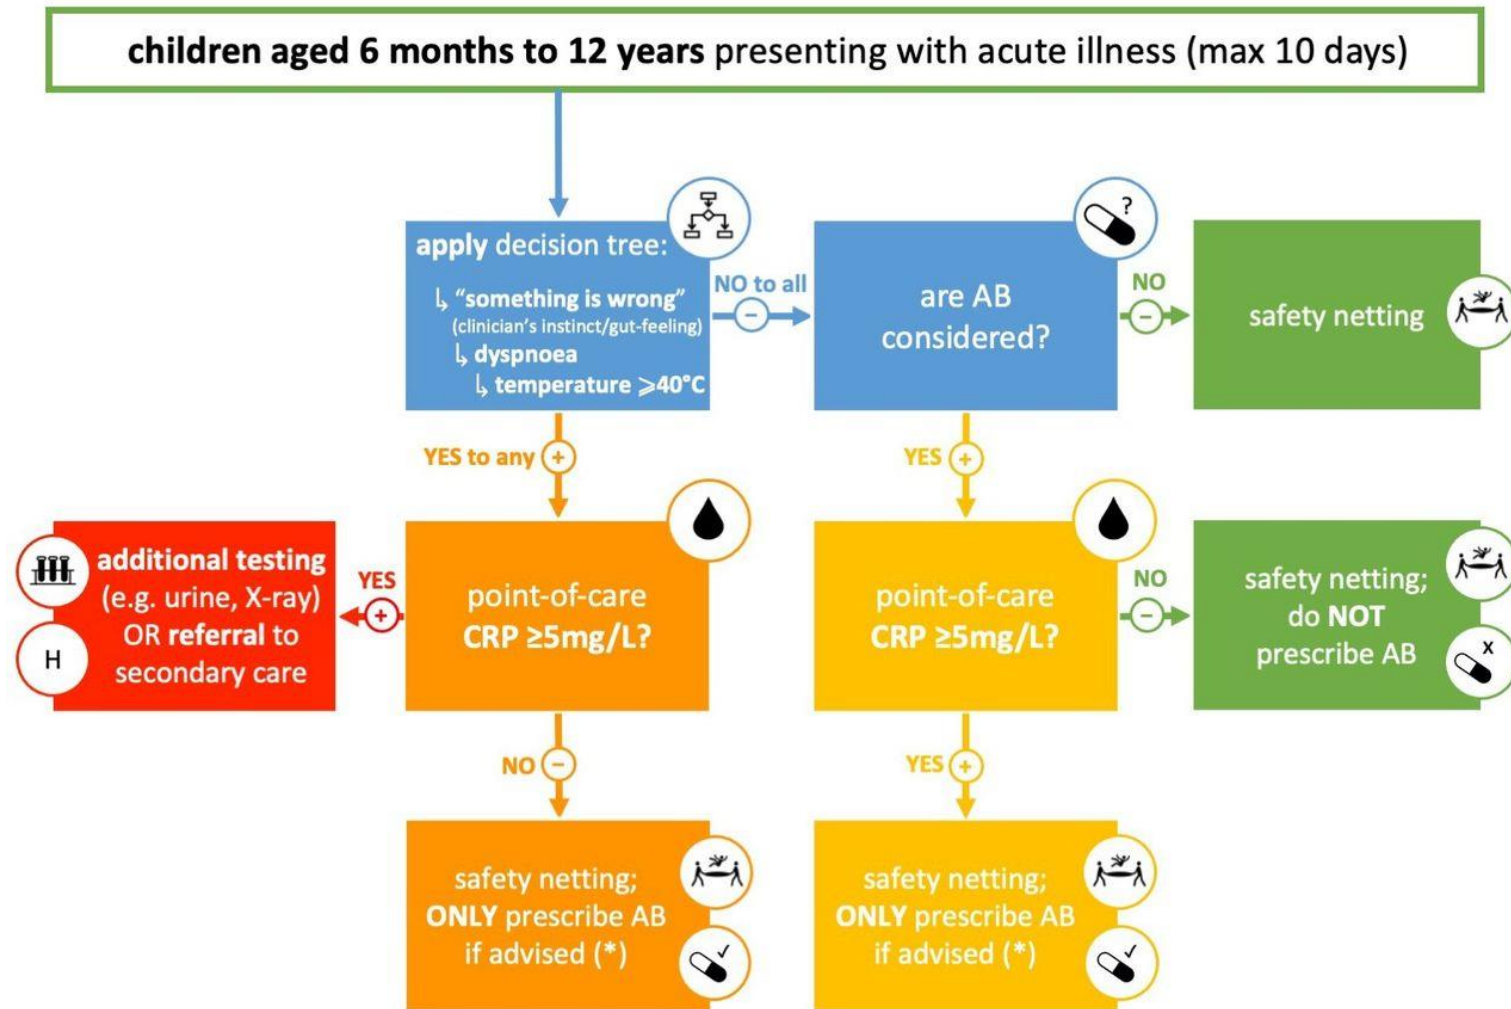 children aged 6 months to 12 years presenting with acute illness (max 10 days)
apply decision tree:
↳ “something is wrong”
(clinician’s instinct/gut-feeling)
↳ dyspnoea
↳ temperature ⩾40°C
NO to all
−
?
are AB
considered?
NO
−
safety netting
YES to any +
YES +
additional testing
(e.g. urine, X-ray)
OR referral to
secondary care
H
YES
+
point-of-care
CRP ≥5mg/L?
point-of-care
CRP ≥5mg/L?
NO
−
safety netting;
do NOT
prescribe AB
X
NO −
YES +
safety netting;
ONLY prescribe AB
if advised (*)
safety netting;
ONLY prescribe AB
if advised (*)